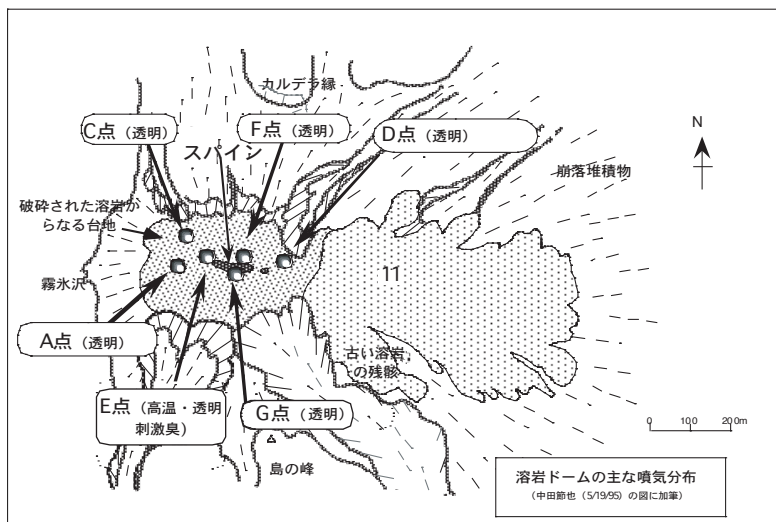 カルデラ縁
C点（透明）
F点（透明）
D点（透明）
N
スパイン
崩落堆積物
破砕された溶岩か
らなる台地
霧氷沢
11
A点（透明）
古い溶岩
の残骸
E点（高温・透明
刺激臭）
G点（透明）
島の峰
0 100 200m
溶岩ドームの主な噴気分布
（中田節也（5/19/95）の図に加筆）